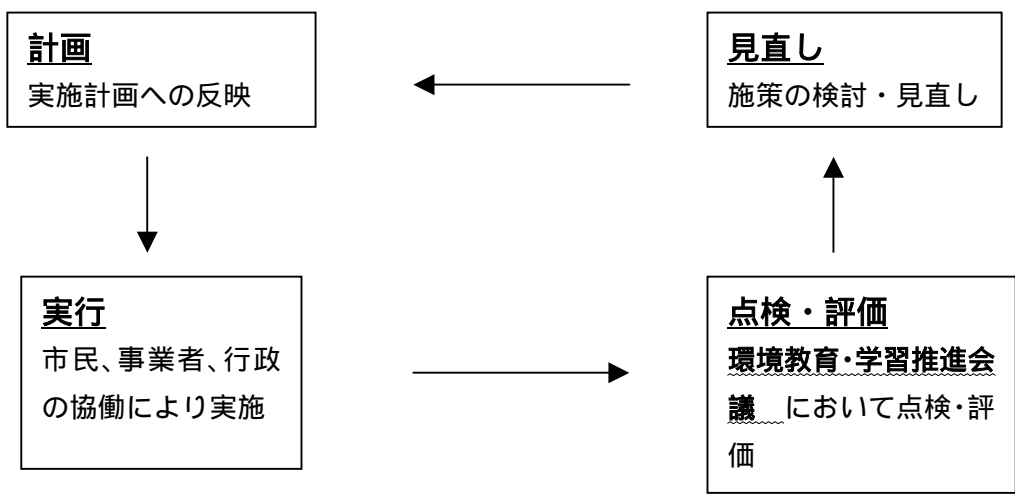 計画
実施計画への反映
見直し
施策の検討・見直し
実行
市民、事業者、行政
の協働により実施
点検・評価
環境教育・学習推進会
議 において点検・評
価